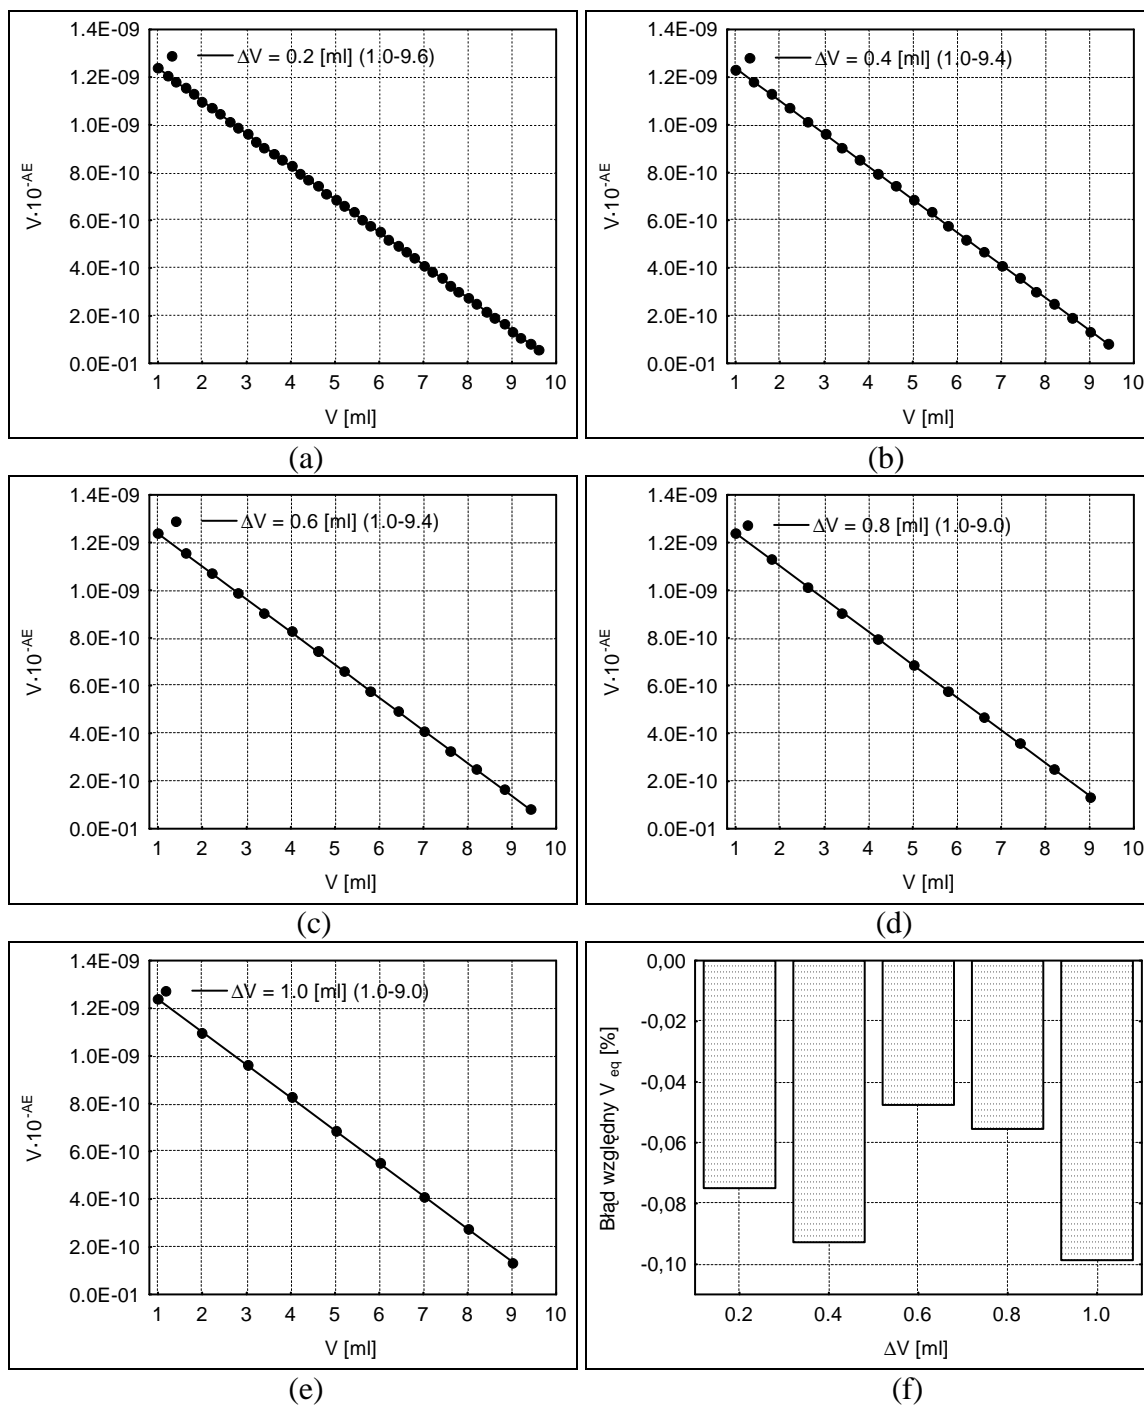 1.4E-09
ΔV = 0.2 [ml] (1.0-9.6)
1.2E-09
1.0E-09
8.0E-10
6.0E-10
4.0E-10
2.0E-10
0.0E-01
V·10^-AE
1 2 3 4 5 6 7 8 9 10
V [ml]
(a)
1.4E-09
ΔV = 0.4 [ml] (1.0-9.4)
1.2E-09
1.0E-09
8.0E-10
6.0E-10
4.0E-10
2.0E-10
0.0E-01
V·10^-AE
1 2 3 4 5 6 7 8 9 10
V [ml]
(b)
1.4E-09
ΔV = 0.6 [ml] (1.0-9.4)
1.2E-09
1.0E-09
8.0E-10
6.0E-10
4.0E-10
2.0E-10
0.0E-01
V·10^-AE
1 2 3 4 5 6 7 8 9 10
V [ml]
(c)
1.4E-09
ΔV = 0.8 [ml] (1.0-9.0)
1.2E-09
1.0E-09
8.0E-10
6.0E-10
4.0E-10
2.0E-10
0.0E-01
V·10^-AE
1 2 3 4 5 6 7 8 9 10
V [ml]
(d)
1.4E-09
ΔV = 1.0 [ml] (1.0-9.0)
1.2E-09
1.0E-09
8.0E-10
6.0E-10
4.0E-10
2.0E-10
0.0E-01
V·10^-AE
1 2 3 4 5 6 7 8 9 10
V [ml]
(e)
0,00
-0,02
-0,04
-0,06
-0,08
-0,10
Błąd względny V eq [%]
0.2 0.4 0.6 0.8 1.0
ΔV [ml]
(f)